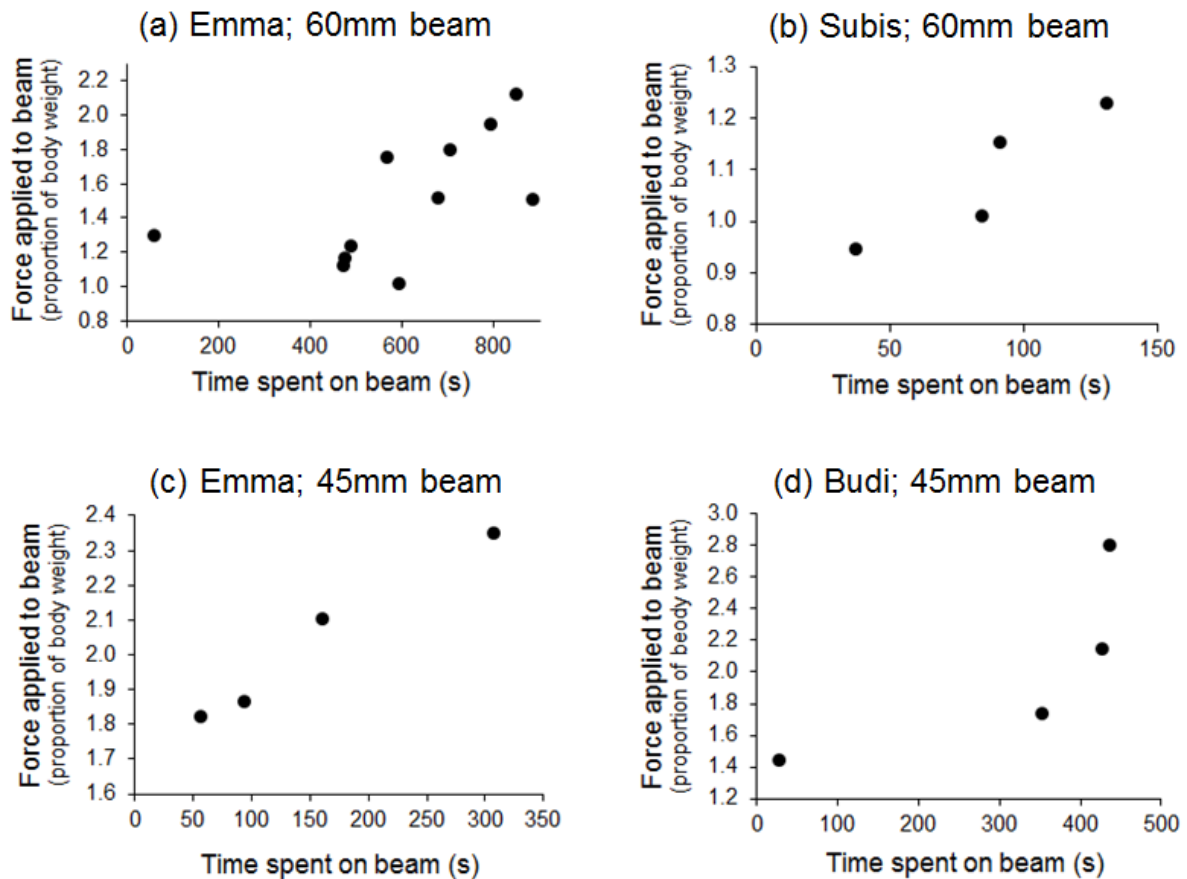 (a) Emma; 60mm beam
Force applied to beam
(proportion of body weight)
2.2
2.0
1.8
1.6
1.4
1.2
1.0
0.8
0 200 400 600 800
Time spent on beam (s)
(b) Subis; 60mm beam
Force applied to beam
(proportion of body weight)
1.3
1.2
1.1
1.0
0.9
0.8
0 50 100 150
Time spent on beam (s)
(c) Emma; 45mm beam
Force applied to beam
(proportion of body weight)
2.4
2.3
2.2
2.1
2.0
1.9
1.8
1.7
1.6
0 50 100 150 200 250 300 350
Time spent on beam (s)
(d) Budi; 45mm beam
Force applied to beam
(proportion of beody weight)
3.0
2.8
2.6
2.4
2.2
2.0
1.8
1.6
1.4
1.2
0 100 200 300 400 500
Time spent on beam (s)